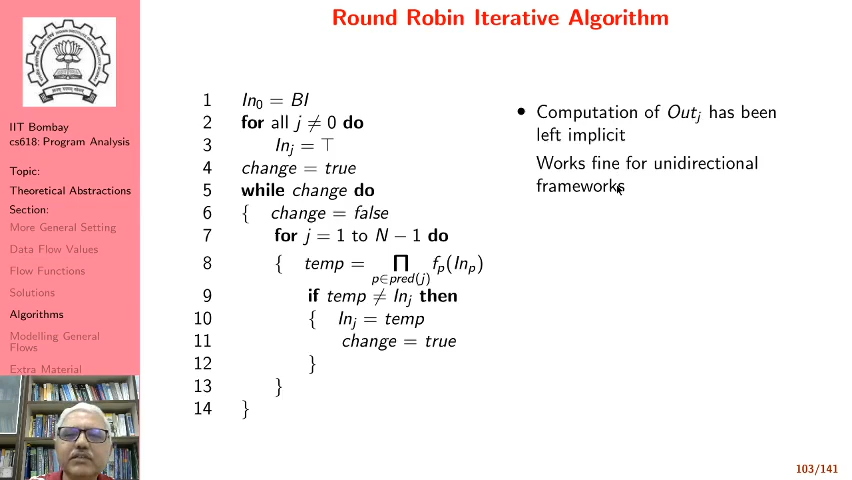 Round Robin Iterative Algorithm
IIT Bombay
cs618: Program Analysis
Topic:
Theoretical Abstractions
Section:
More General Setting
Data Flow Values
Flow Functions
Solutions
Algorithms
Modelling General
Flows
Extra Material
1 In₀ = BI
2 for all j ≠ 0 do
3 Inⱼ = ⊤
4 change = true
5 while change do
6 { change = false
7 for j = 1 to N − 1 do
8 { temp = ⊓ p∈pred(j) fₚ(Inₚ)
9 if temp ≠ Inⱼ then
10 { Inⱼ = temp
11 change = true
12 }
13 }
14 }
• Computation of Outⱼ has been
left implicit
Works fine for unidirectional
frameworks
103/141